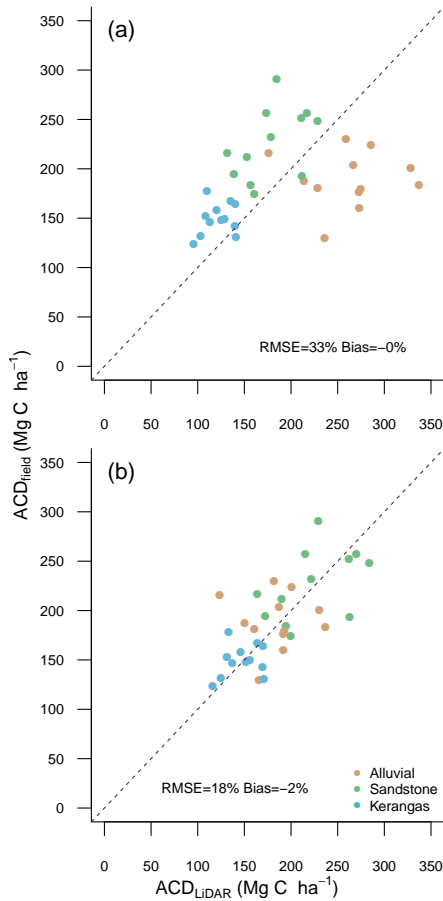 (a)
350
300
250
200
150
100
50
0
RMSE=33% Bias=−0%
0 50 100 150 200 250 300 350
ACDfield (Mg C ha−1)
(b)
350
300
250
200
150
100
50
0
Alluvial
Sandstone
Kerangas
RMSE=18% Bias=−2%
0 50 100 150 200 250 300 350
ACDLiDAR (Mg C ha−1)